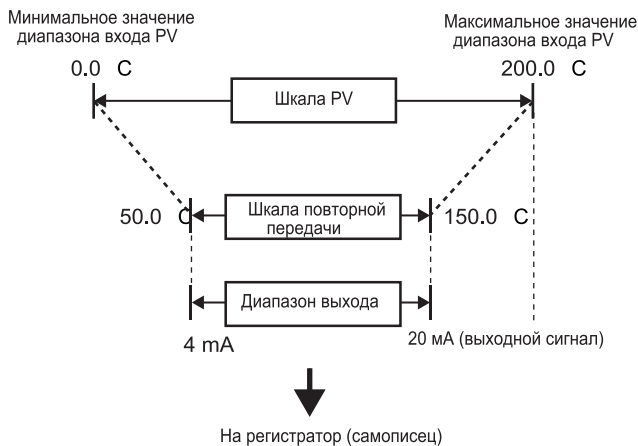 Минимальное значение
диапазона входа PV
Максимальное значение
диапазона входа PV
0.0 C
200.0 C
Шкала PV
50.0 C
Шкала повторной
передачи
150.0 C
Диапазон выхода
4 mA
20 мА (выходной сигнал)
На регистратор (самописец)